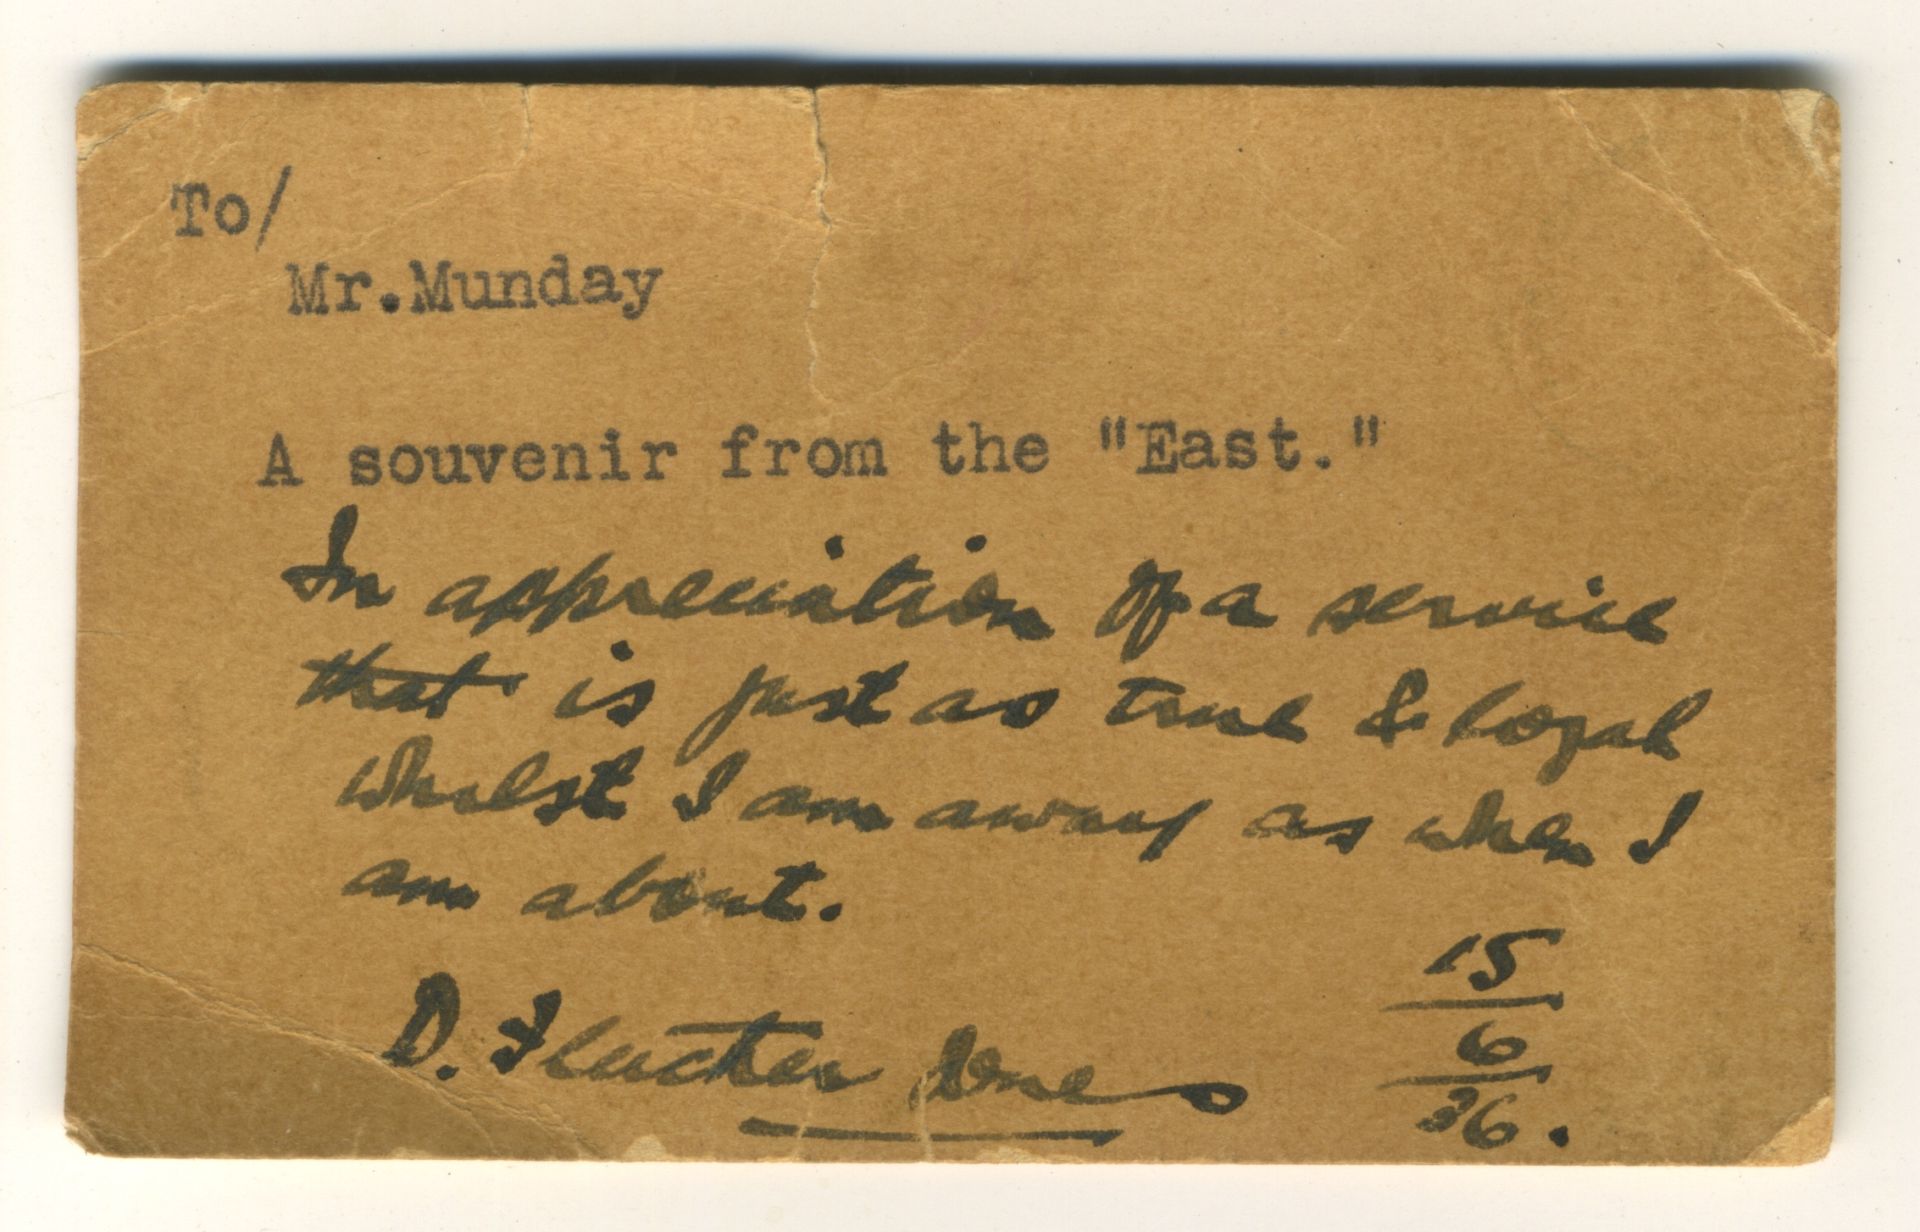 To/
Mr.Munday
A souvenir from the "East."
In appreciation of a service
that is just as true & loyal
whilst I am away as when I
am about.
D. Fletcher Jones
15
6
36.